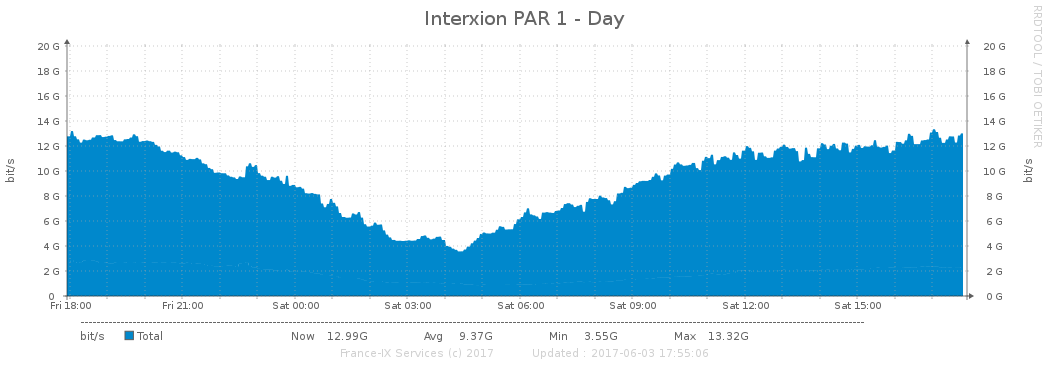 Interxion PAR 1 - Day
RRDTOOL / TOBI OETIKER
bit/s
20 G 20 G
18 G 18 G
16 G 16 G
14 G 14 G
12 G 12 G
10 G 10 G
8 G 8 G
6 G 6 G
4 G 4 G
2 G 2 G
0 0 G
bit/s
Fri 18:00 Fri 21:00 Sat 00:00 Sat 03:00 Sat 06:00 Sat 09:00 Sat 12:00 Sat 15:00
bit/s Total Now 12.99G Avg 9.37G Min 3.55G Max 13.32G
France-IX Services (c) 2017 Updated : 2017-06-03 17:55:06